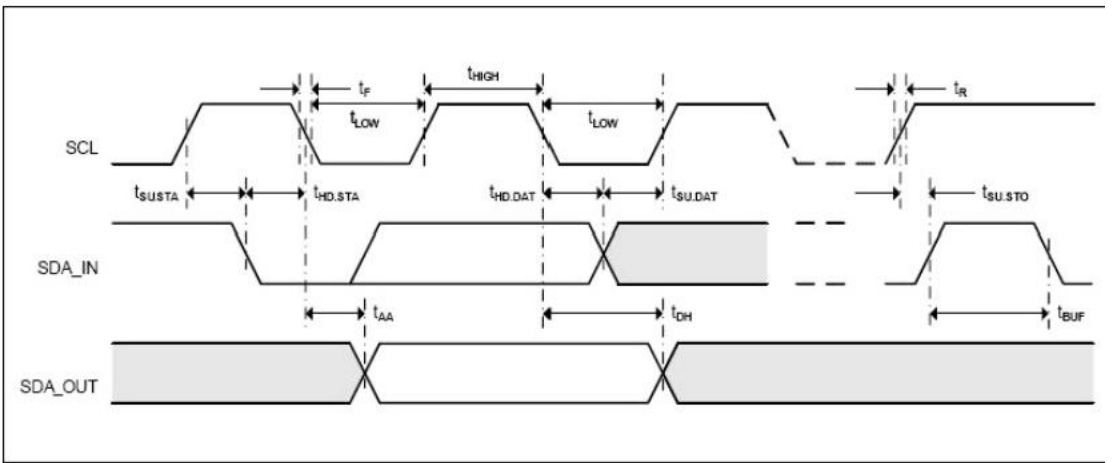 tF
tHIGH
tR
tLOW
tLOW
SCL
tSU.STA
tHD.STA
tHD.DAT
tSU.DAT
tSU.STO
SDA_IN
tAA
tDH
tBUF
SDA_OUT